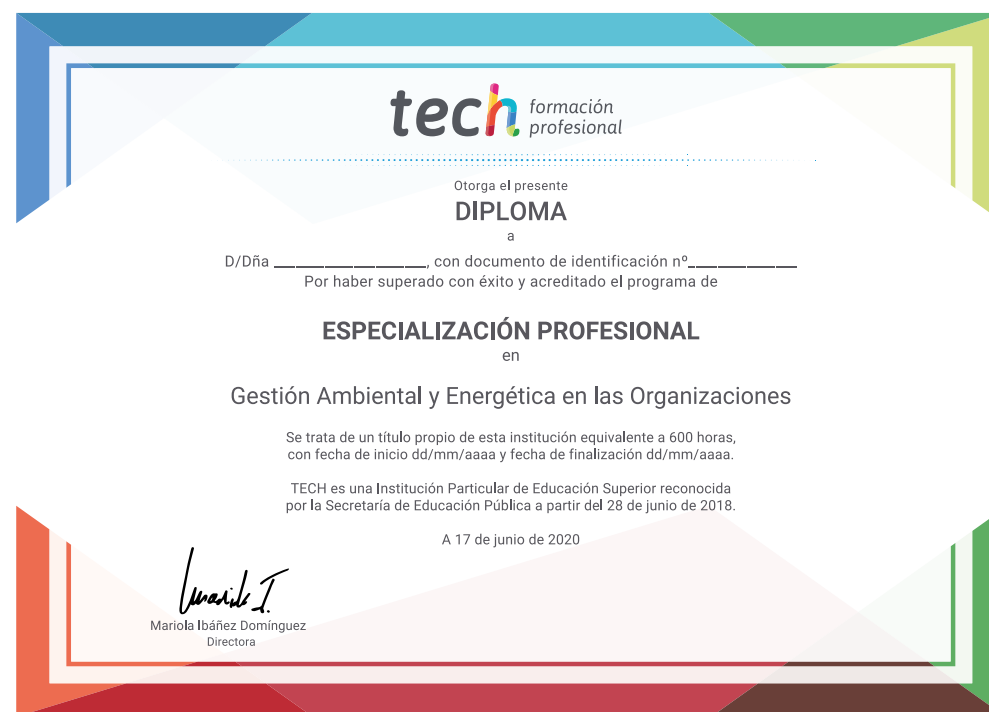 tech formación
profesional
Otorga el presente
DIPLOMA
a
D/Dña ______________, con documento de identificación nº__________
Por haber superado con éxito y acreditado el programa de
ESPECIALIZACIÓN PROFESIONAL
en
Gestión Ambiental y Energética en las Organizaciones
Se trata de un título propio de esta institución equivalente a 600 horas,
con fecha de inicio dd/mm/aaaa y fecha de finalización dd/mm/aaaa.
TECH es una Institución Particular de Educación Superior reconocida
por la Secretaría de Educación Pública a partir del 28 de junio de 2018.
A 17 de junio de 2020
Mariola Ibáñez Domínguez
Directora